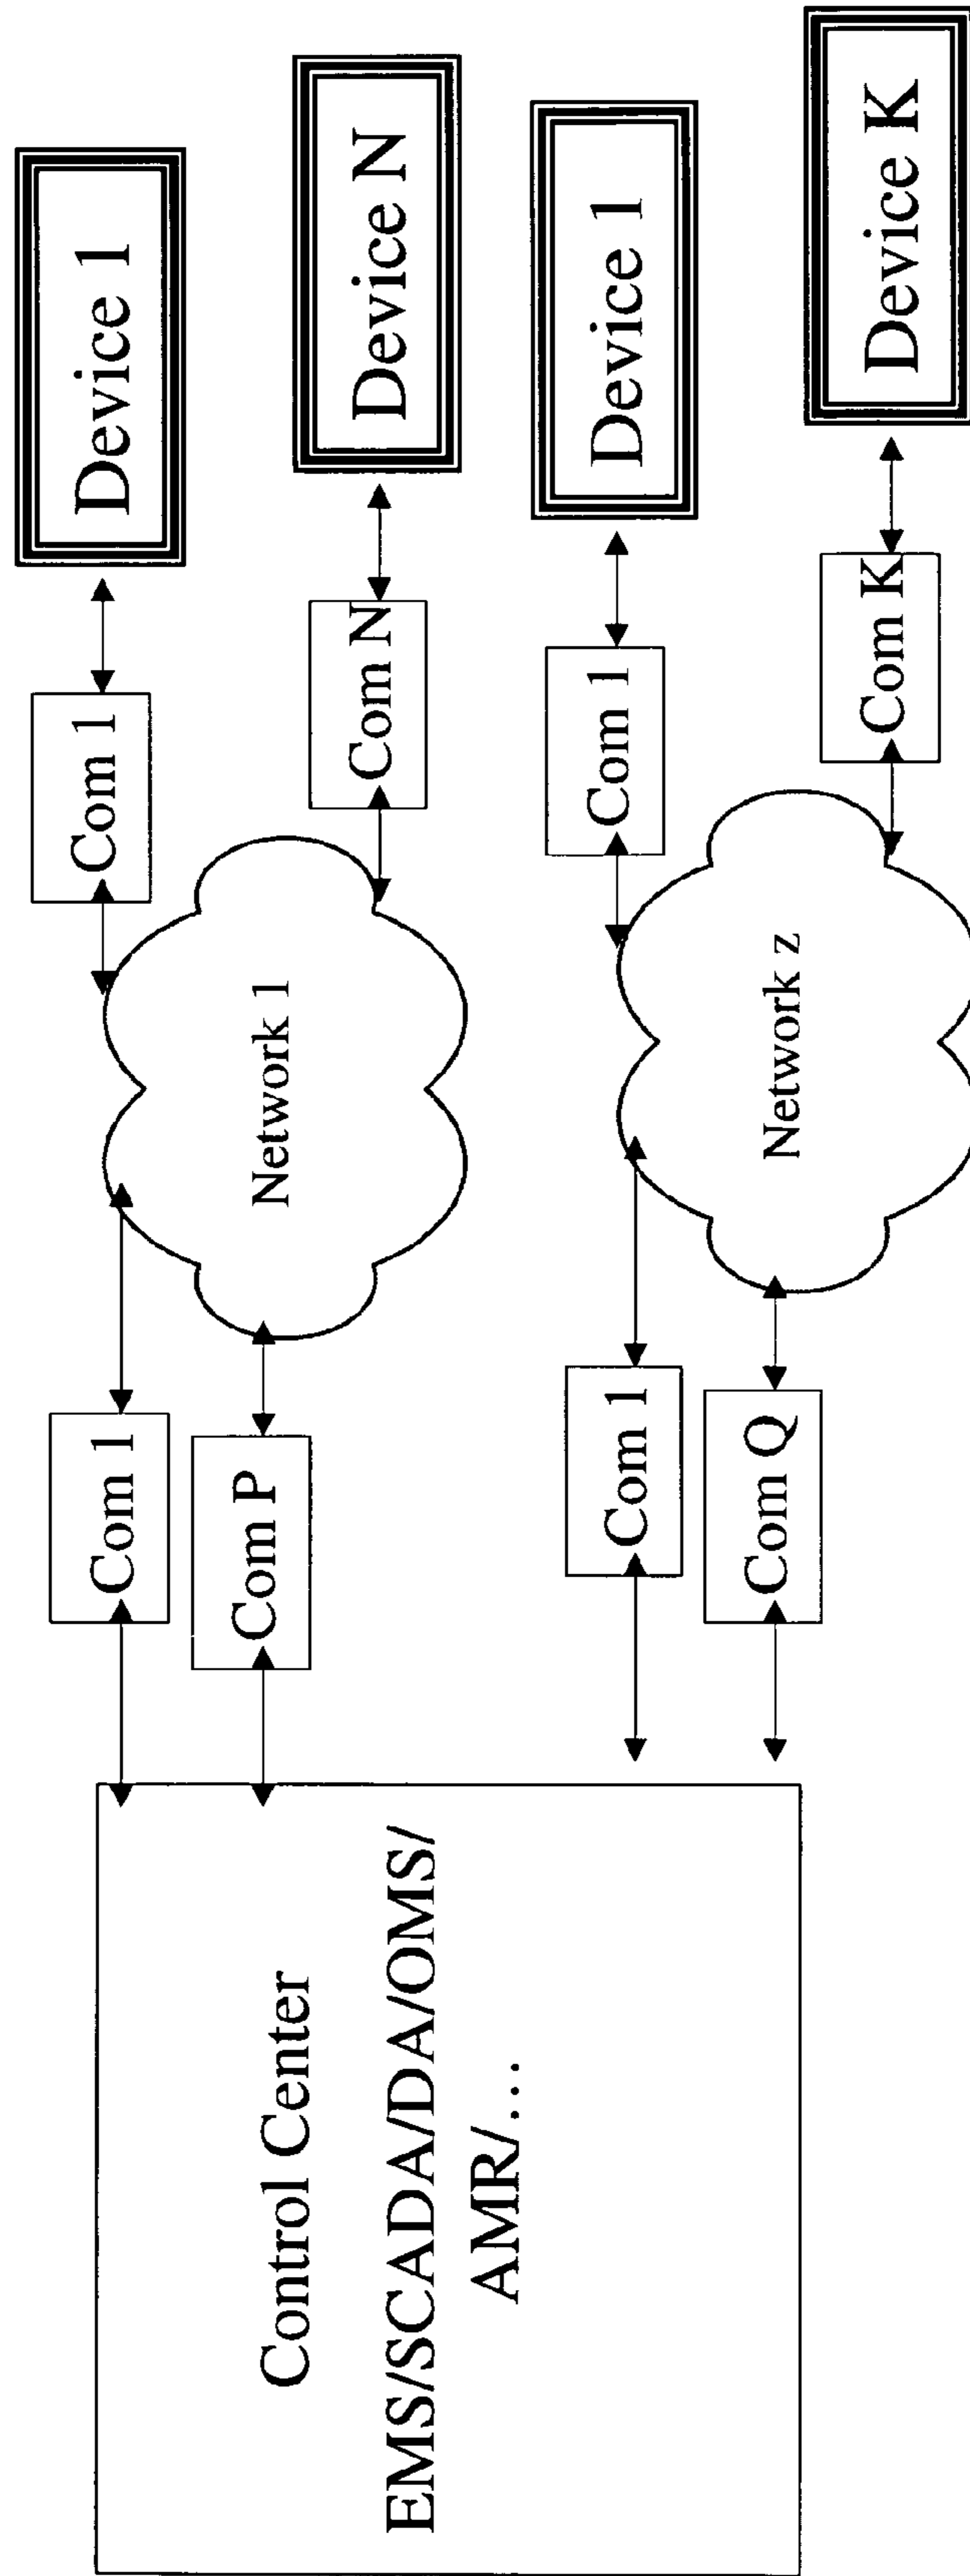 Control Center
EMS/SCADA/DA/OMS/
AMR/…
Com 1
Com P
Network 1
Com 1
Device 1
Com N
Device N
Com 1
Com Q
Network z
Com 1
Device 1
Com K
Device K